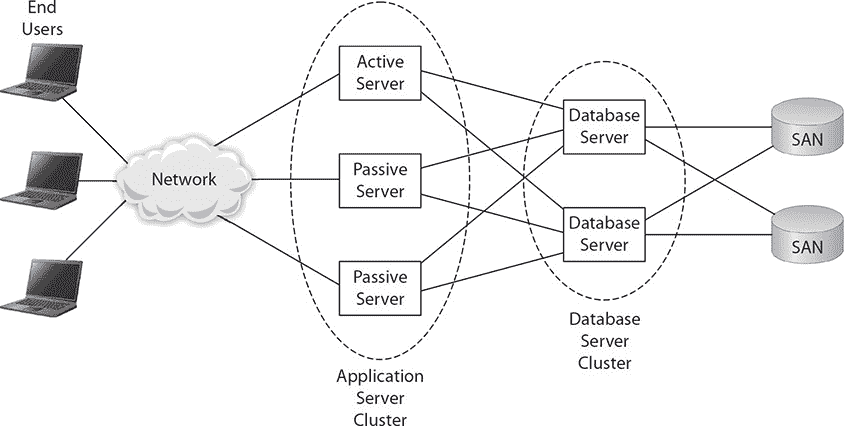 End
Users
Network
Active
Server
Passive
Server
Passive
Server
Application
Server
Cluster
Database
Server
Database
Server
Database
Server
Cluster
SAN
SAN